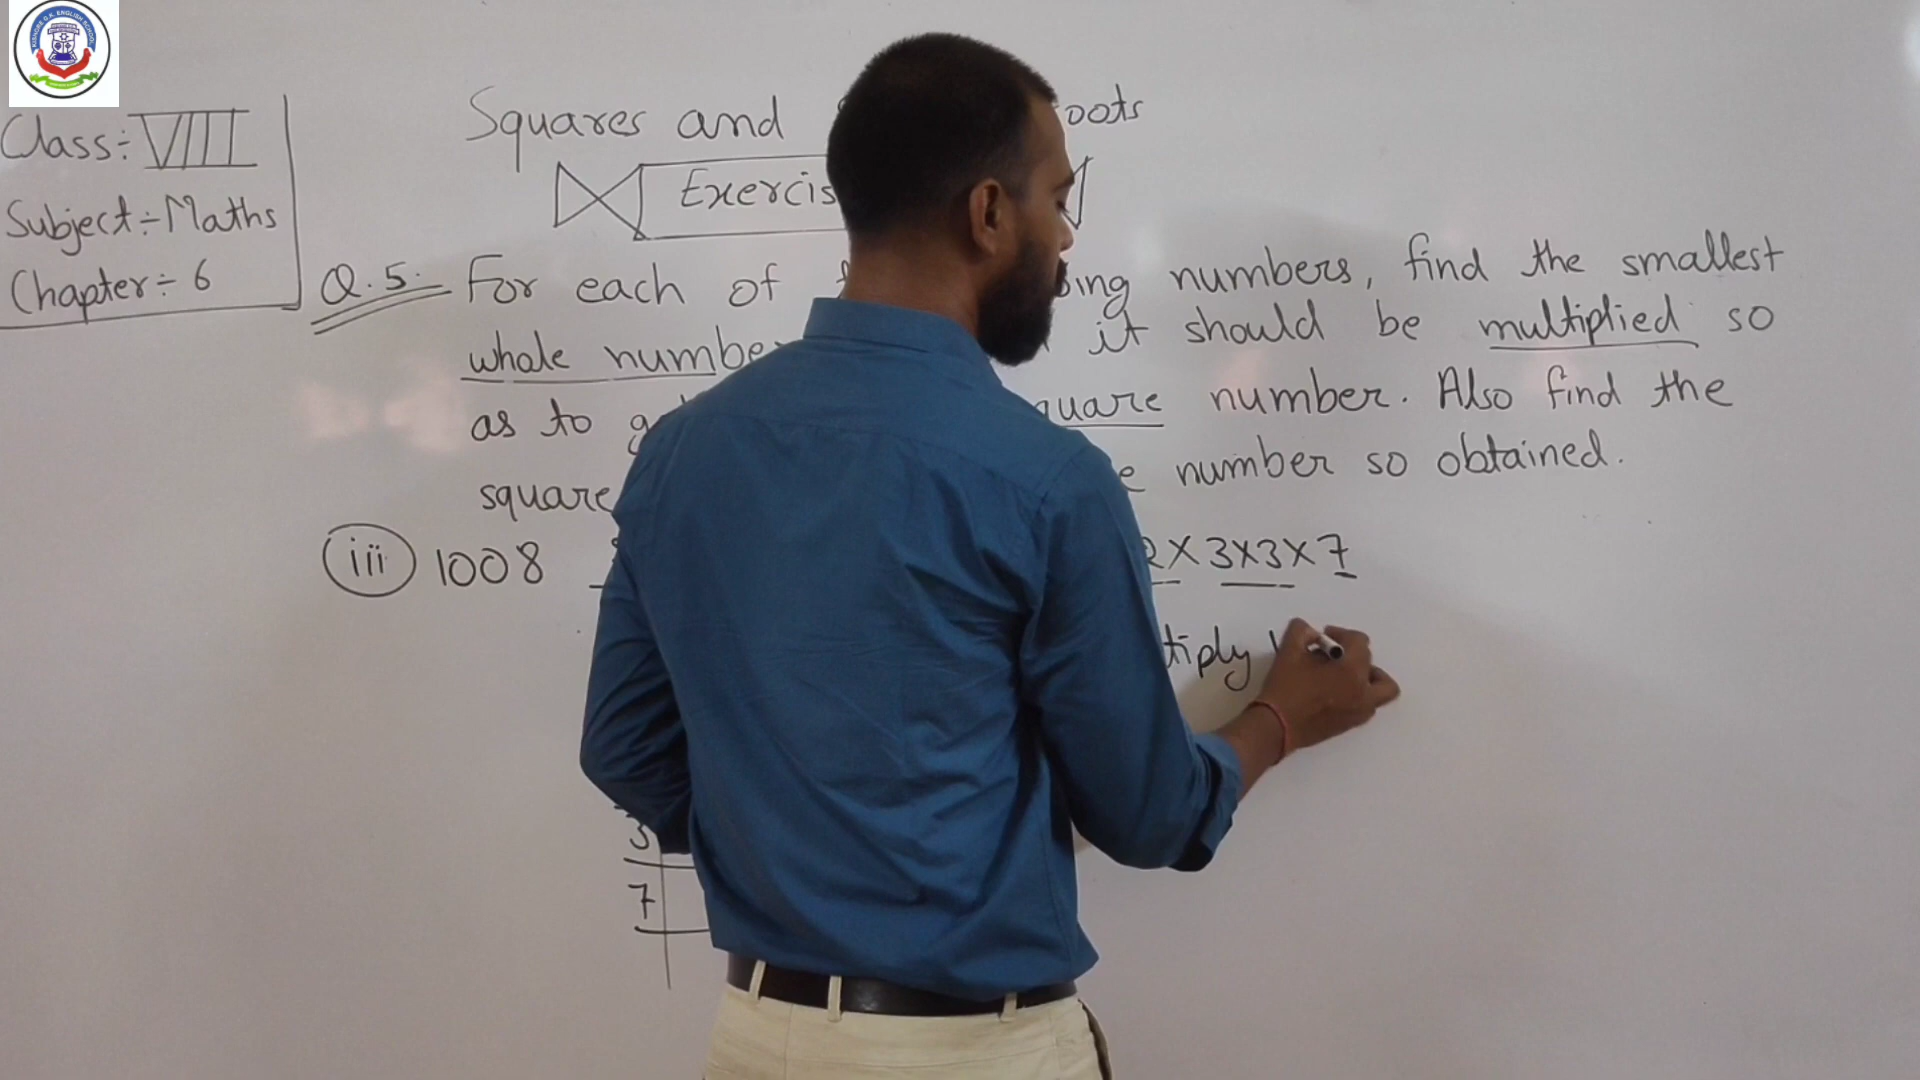 Class:- VIII
Subject:- Maths
Chapter:- 6
Squares and oots
Exercis
Q.5. For each of ing numbers, find the smallest
whole numbe it should be multiplied so
as to g quare number. Also find the
square e number so obtained.
iii 1008 2×3×3×7
tiply
3
7